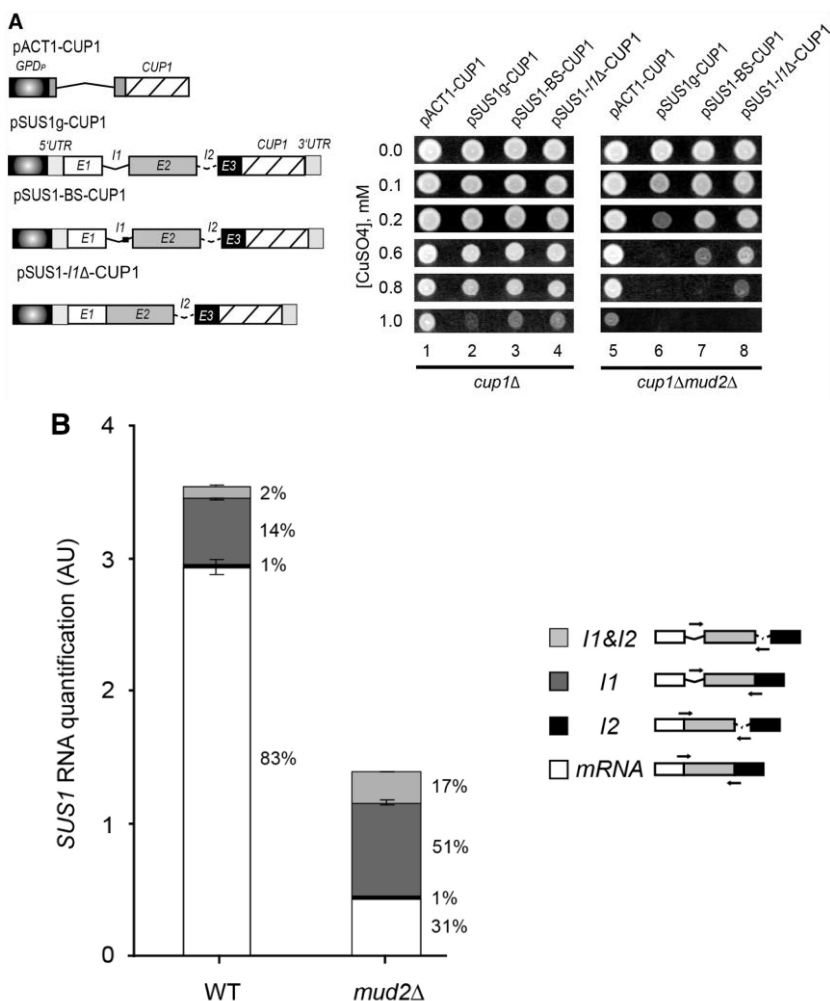 A
pACT1-CUP1
GPDp
CUP1
pSUS1g-CUP1
5'UTR
I1
I2
CUP1
3'UTR
E1
E2
E3
pSUS1-BS-CUP1
I1
I2
E1
E2
E3
pSUS1-I1Δ-CUP1
I2
E1
E2
E3
pACT1-CUP1
pSUS1g-CUP1
pSUS1-BS-CUP1
pSUS1-I1Δ-CUP1
pACT1-CUP1
pSUS1g-CUP1
pSUS1-BS-CUP1
pSUS1-I1Δ-CUP1
[CuSO4], mM
0.0
0.1
0.2
0.6
0.8
1.0
1 2 3 4 5 6 7 8
cup1Δ cup1Δmud2Δ
B
SUS1 RNA quantification (AU)
4
3
2
1
0
2%
14%
1%
83%
17%
51%
1%
31%
WT mud2Δ
I1&I2
I1
I2
mRNA